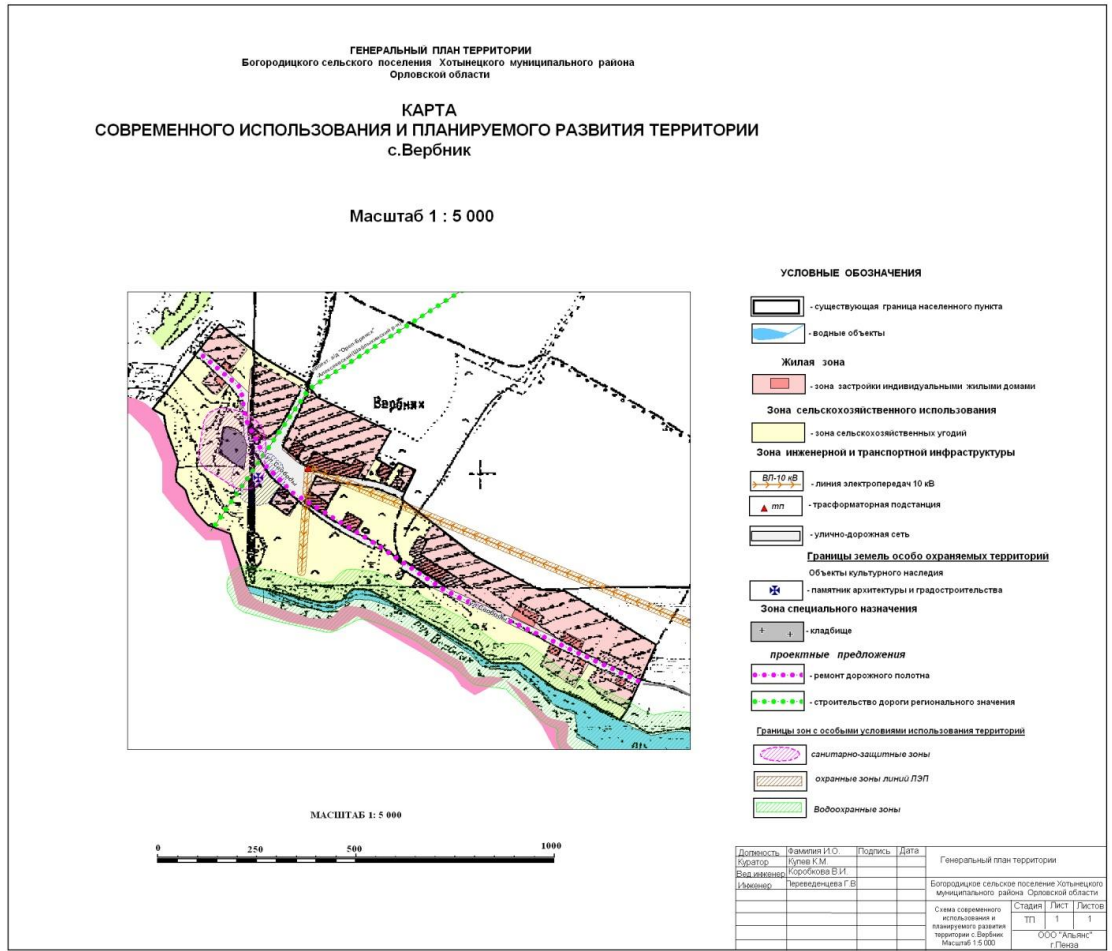 ГЕНЕРАЛЬНЫЙ ПЛАН ТЕРРИТОРИИ
Богородицкого сельского поселения Хотынецкого муниципального района
Орловской области
КАРТА
СОВРЕМЕННОГО ИСПОЛЬЗОВАНИЯ И ПЛАНИРУЕМОГО РАЗВИТИЯ ТЕРРИТОРИИ
с.Вербник
Масштаб 1 : 5 000
Вербник
УСЛОВНЫЕ ОБОЗНАЧЕНИЯ
- существующая граница населенного пункта
- водные объекты
Жилая зона
- зона застройки индивидуальными жилыми домами
Зона сельскохозяйственного использования
- зона сельскохозяйственных угодий
Зона инженерной и транспортной инфраструктуры
ВЛ-10 кВ - линия электропередач 10 кВ
тп - трасформаторная подстанция
- улично-дорожная сеть
Границы земель особо охраняемых территорий
Объекты культурного наследия
- памятник архитектуры и градостроительства
Зона специального назначения
- кладбище
проектные предложения
- ремонт дорожного полотна
- строительство дороги регионального значения
Границы зон с особыми условиями использования территорий
санитарно-защитные зоны
охранные зоны линий ЛЭП
Водоохранные зоны
МАСШТАБ 1: 5 000
0 250 500 1000
Должность Фамилия И.О. Подпись Дата
Куратор Кулев К.М.
Вед.инженер Коробкова В.И.
Инженер Переведенцева Г.В
Генеральный план территории
Богородицкое сельское поселение Хотынецкого
муниципального района Орловской области
Схема современного
использования и
планируемого развития
территории с.Вербник
Масштаб 1:5 000
Стадия Лист Листов
ТП 1 1
ООО "Альянс"
г.Пенза